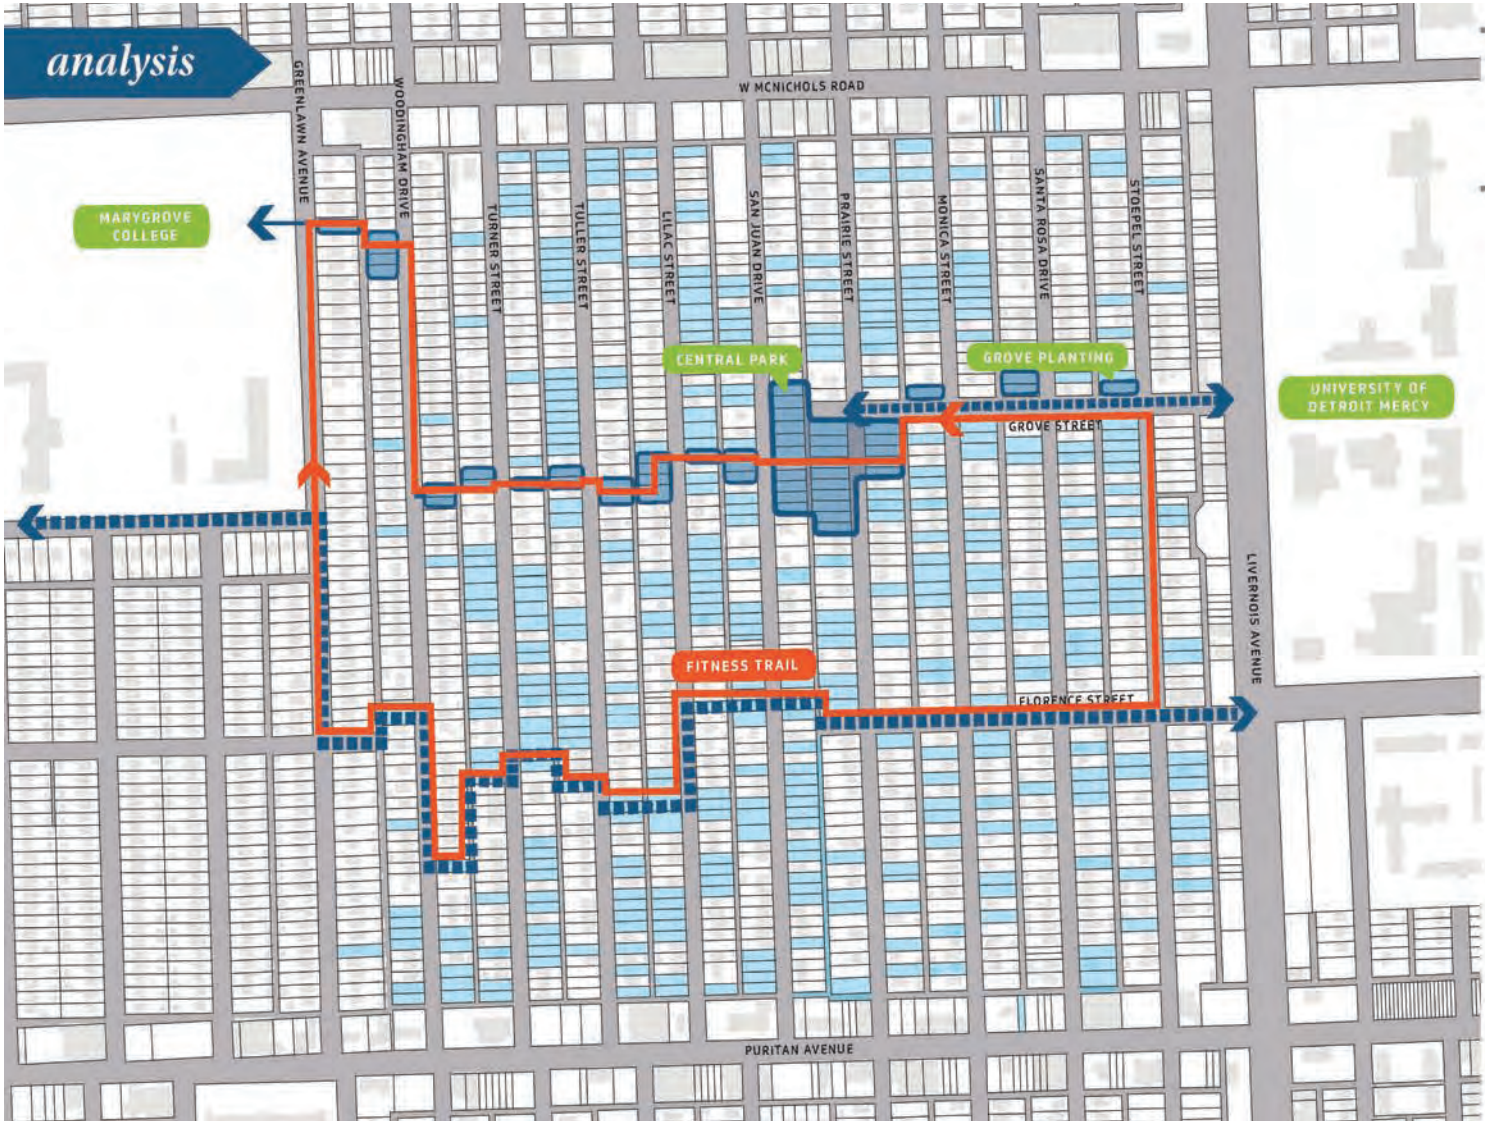 analysis
W MCNICHOLS ROAD
GREENLAWN AVENUE
WOODINGHAM DRIVE
TURNER STREET
TULLER STREET
LILAC STREET
SAN JUAN DRIVE
PRAIRIE STREET
MONICA STREET
SANTA ROSA DRIVE
STOEPEL STREET
MARYGROVE
COLLEGE
CENTRAL PARK
GROVE PLANTING
UNIVERSITY OF
DETROIT MERCY
GROVE STREET
LIVERNOIS AVENUE
FITNESS TRAIL
FLORENCE STREET
PURITAN AVENUE